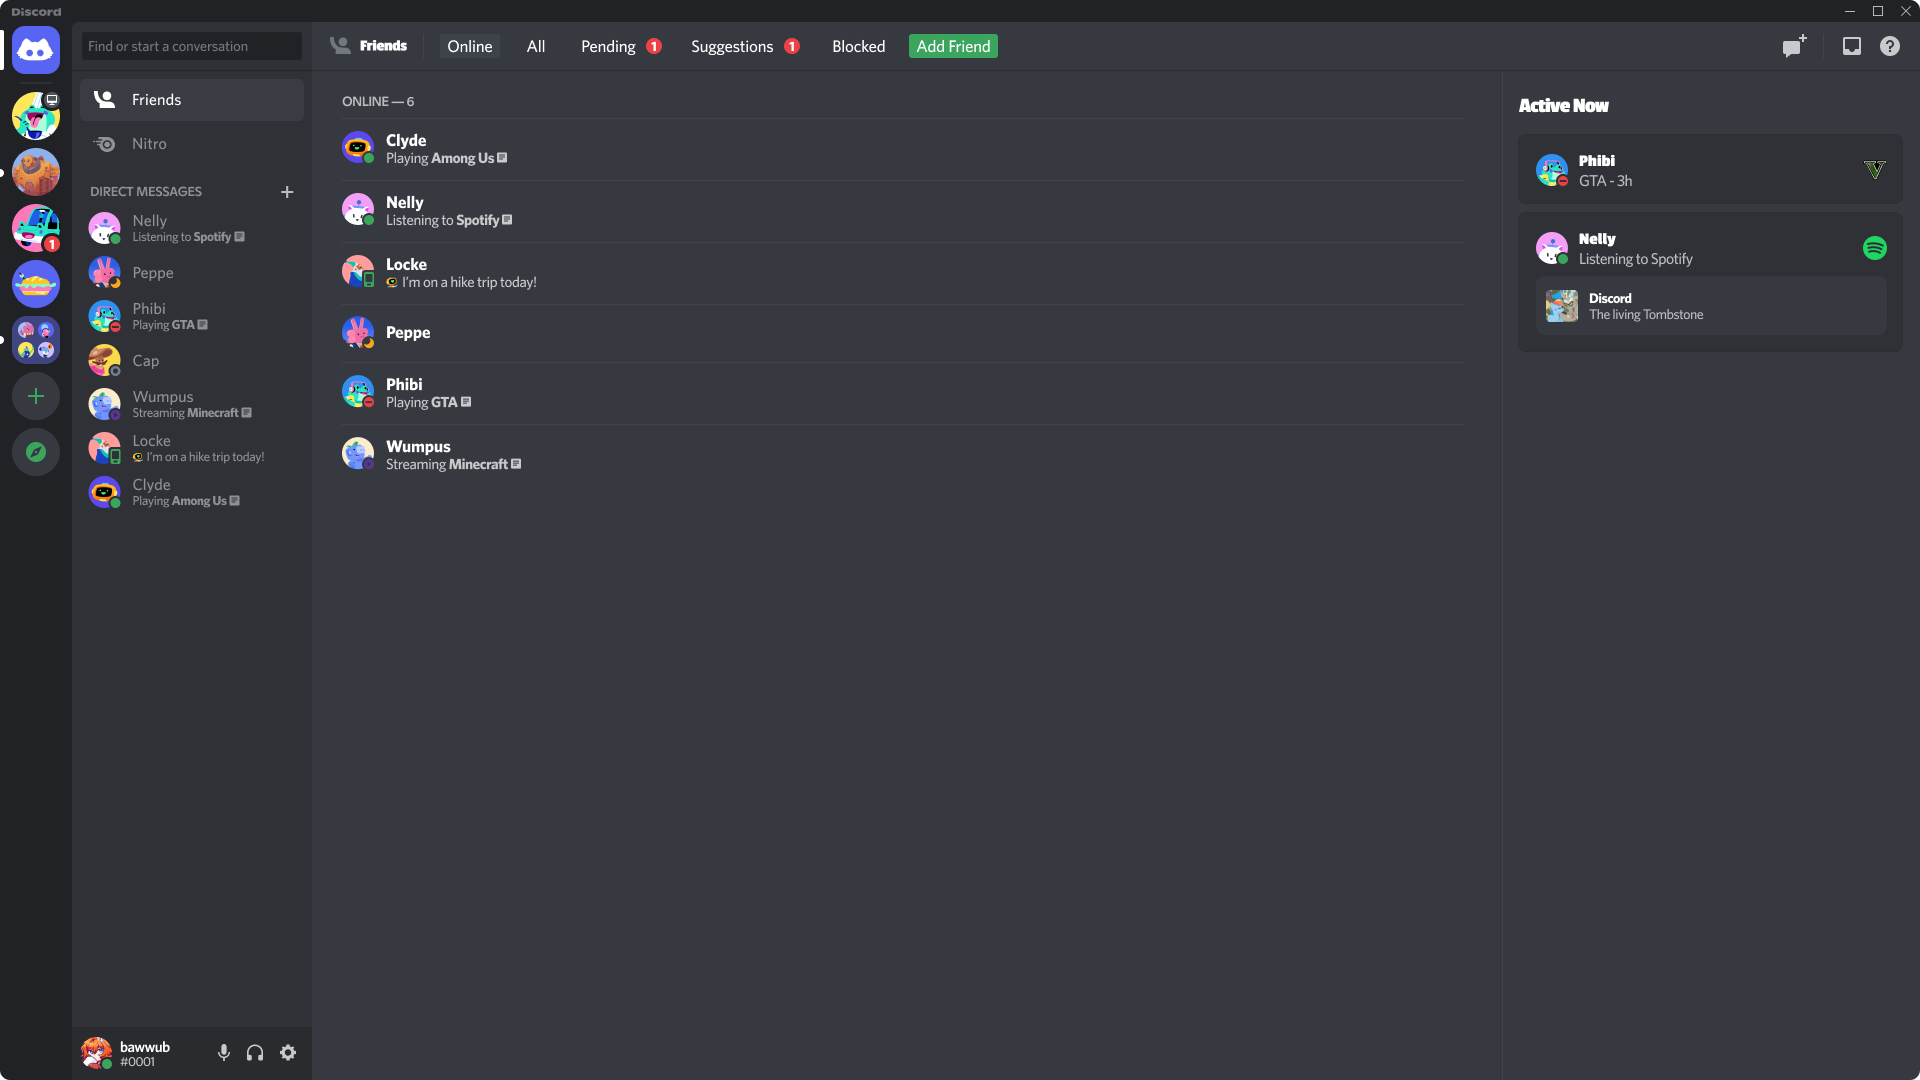 Discord
Find or start a conversation
Friends
Online
All
Pending 1
Suggestions 1
Blocked
Add Friend
Friends
Nitro
DIRECT MESSAGES
Nelly
Listening to Spotify
Peppe
Phibi
Playing GTA
Cap
Wumpus
Streaming Minecraft
Locke
I'm on a hike trip today!
Clyde
Playing Among Us
1
bawwub
#0001
ONLINE — 6
Clyde
Playing Among Us
Nelly
Listening to Spotify
Locke
I'm on a hike trip today!
Peppe
Phibi
Playing GTA
Wumpus
Streaming Minecraft
Active Now
Phibi
GTA - 3h
V
Nelly
Listening to Spotify
Discord
The living Tombstone